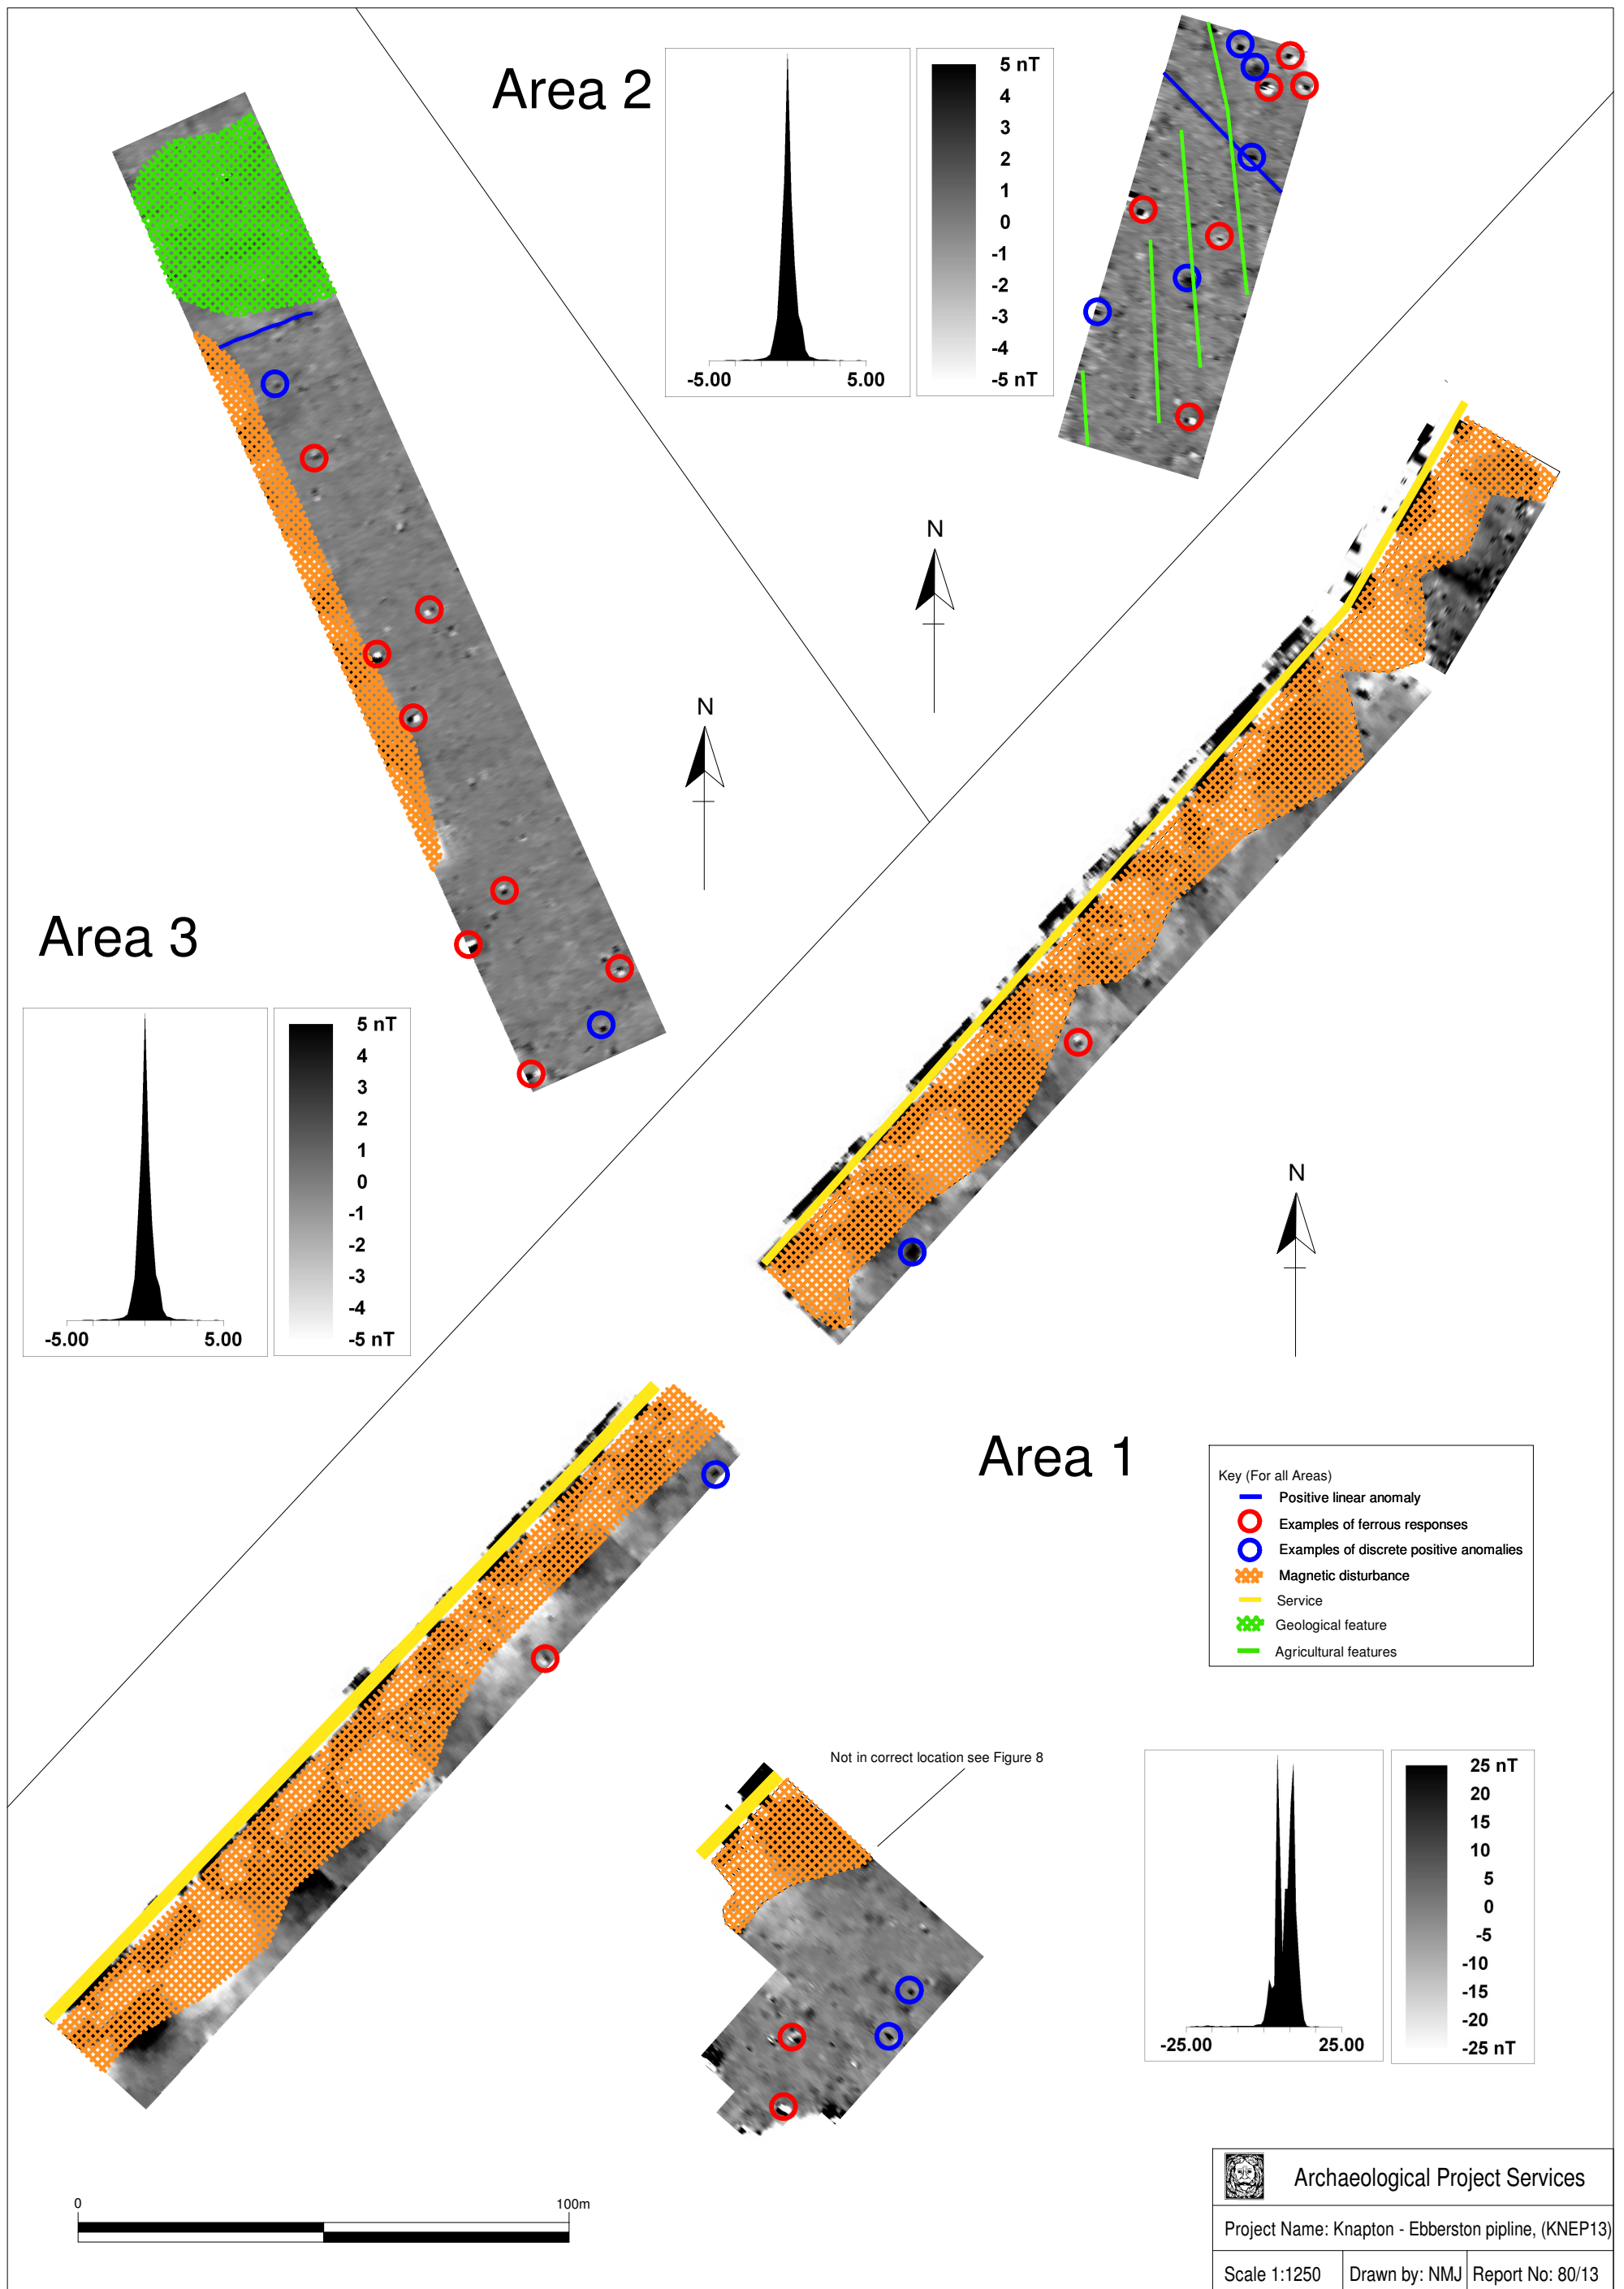 Area 2
5 nT
4
3
2
1
0
-1
-2
-3
-4
-5 nT
-5.00 5.00
N
N
Area 3
5 nT
4
3
2
1
0
-1
-2
-3
-4
-5 nT
-5.00 5.00
N
Area 1
Key (For all Areas)
Positive linear anomaly
Examples of ferrous responses
Examples of discrete positive anomalies
Magnetic disturbance
Service
Geological feature
Agricultural features
Not in correct location see Figure 8
25 nT
20
15
10
5
0
-5
-10
-15
-20
-25 nT
-25.00 25.00
0 100m
Archaeological Project Services
Project Name: Knapton - Ebberston pipline, (KNEP13)
Scale 1:1250 Drawn by: NMJ Report No: 80/13